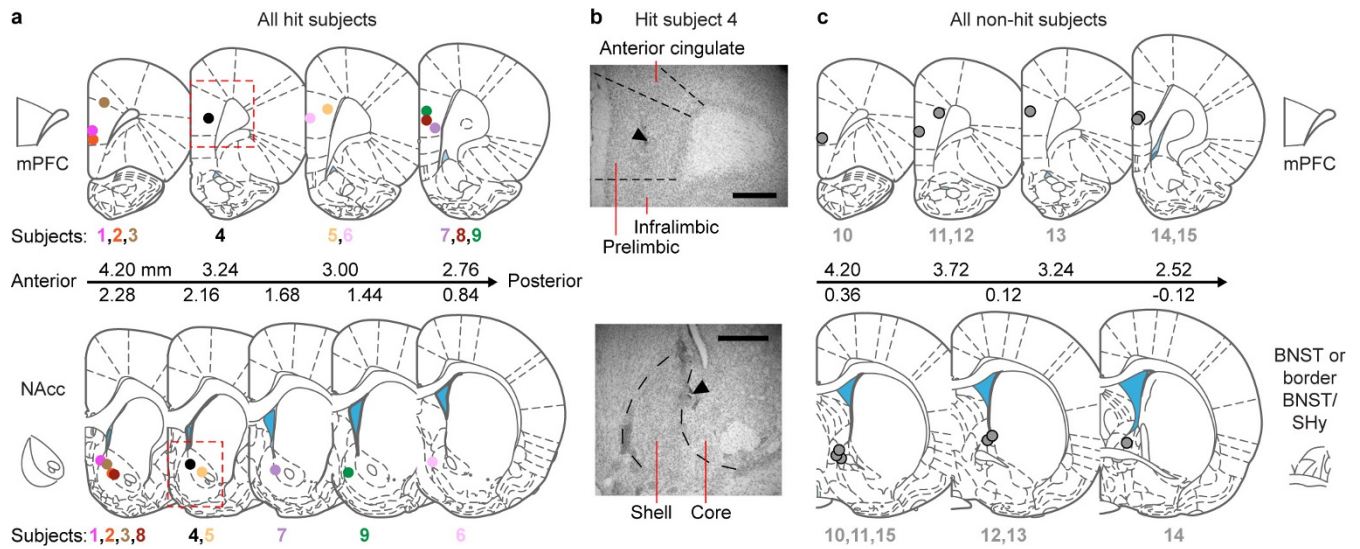 a
All hit subjects
mPFC
Subjects: 1,2,3
4
5,6
7,8,9
Anterior
4.20 mm
3.24
3.00
2.76
Posterior
2.28
2.16
1.68
1.44
0.84
NAcc
Subjects: 1,2,3,8
4,5
7
9
6
b
Hit subject 4
Anterior cingulate
Infralimbic
Prelimbic
Shell
Core
c
All non-hit subjects
mPFC
10
11,12
13
14,15
4.20
3.72
3.24
2.52
0.36
0.12
-0.12
BNST or
border
BNST/
SHy
10,11,15
12,13
14